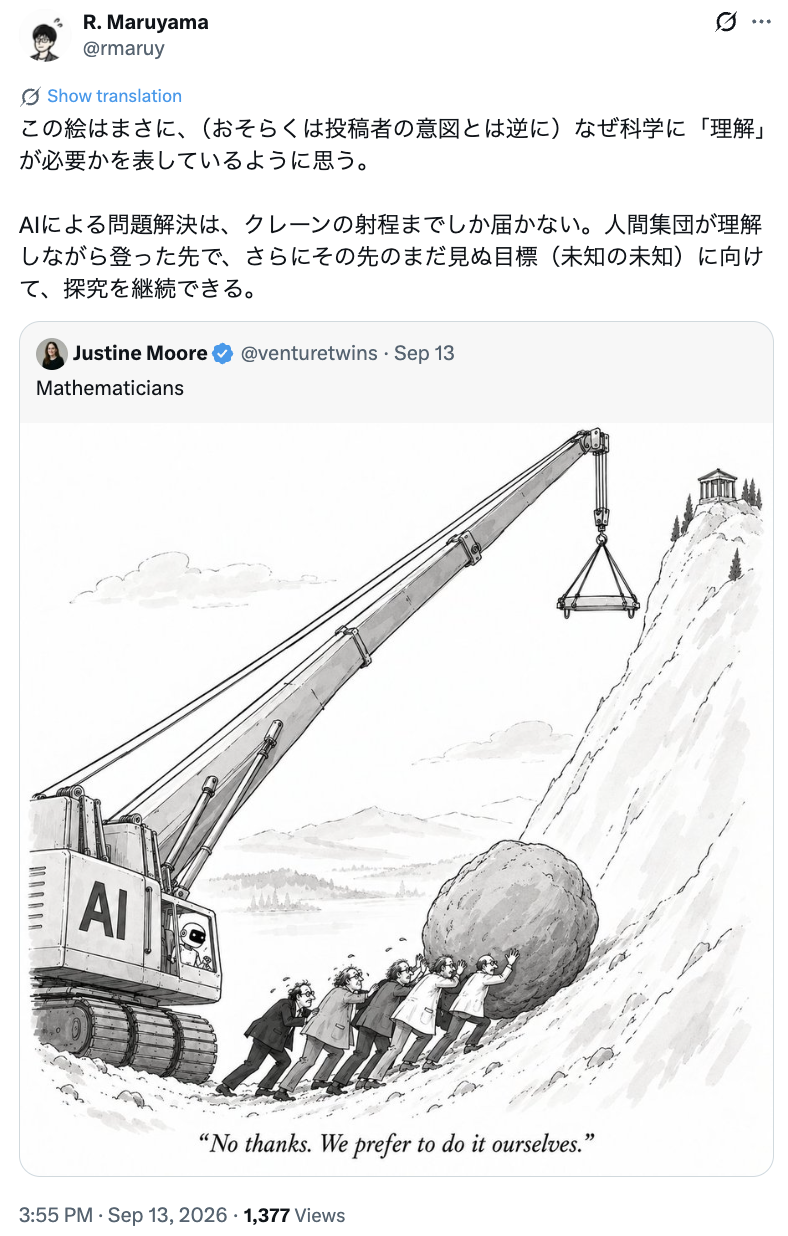 R. Maruyama
@rmaruy
Show translation
この絵はまさに、（おそらくは投稿者の意図とは逆に）なぜ科学に「理解」
が必要かを表しているように思う。
AIによる問題解決は、クレーンの射程までしか届かない。人間集団が理解
しながら登った先で、さらにその先のまだ見ぬ目標（未知の未知）に向け
て、探究を継続できる。
Justine Moore @venturetwins · Sep 13
Mathematicians
AI
“No thanks. We prefer to do it ourselves.”
3:55 PM · Sep 13, 2026 · 1,377 Views